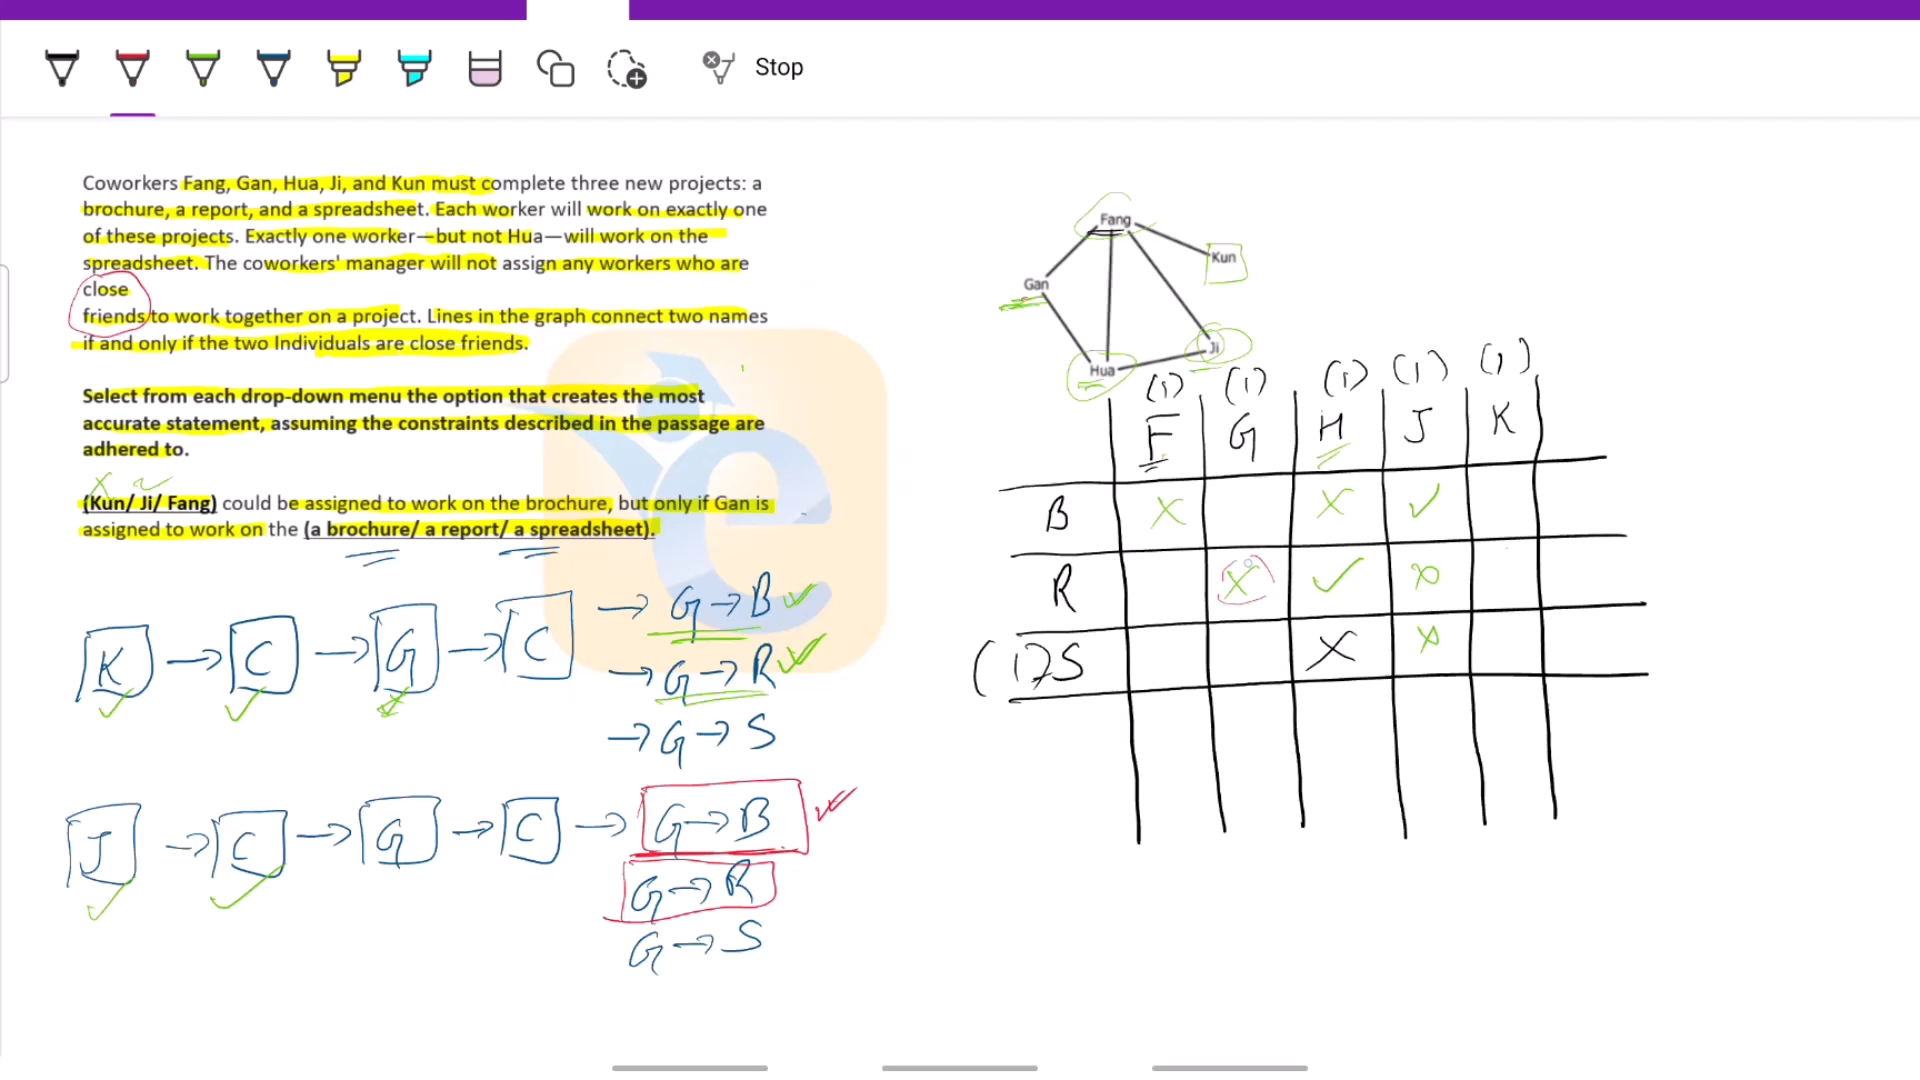 Stop
Coworkers Fang, Gan, Hua, Ji, and Kun must complete three new projects: a
brochure, a report, and a spreadsheet. Each worker will work on exactly one
of these projects. Exactly one worker—but not Hua—will work on the
spreadsheet. The coworkers' manager will not assign any workers who are
close
friends to work together on a project. Lines in the graph connect two names
if and only if the two Individuals are close friends.
Select from each drop-down menu the option that creates the most
accurate statement, assuming the constraints described in the passage are
adhered to.
(Kun/ Ji/ Fang) could be assigned to work on the brochure, but only if Gan is
assigned to work on the (a brochure/ a report/ a spreadsheet).
K → C → G → C → G → B
→ G → R
→ G → S
J → C → G → C → G → B
G → R
G → S
Fang
Kun
Gan
Ji
Hua
(1) (1) (1) (1) (1)
F G H J K
B X X ✓
R X ✓ X
(1) S X X